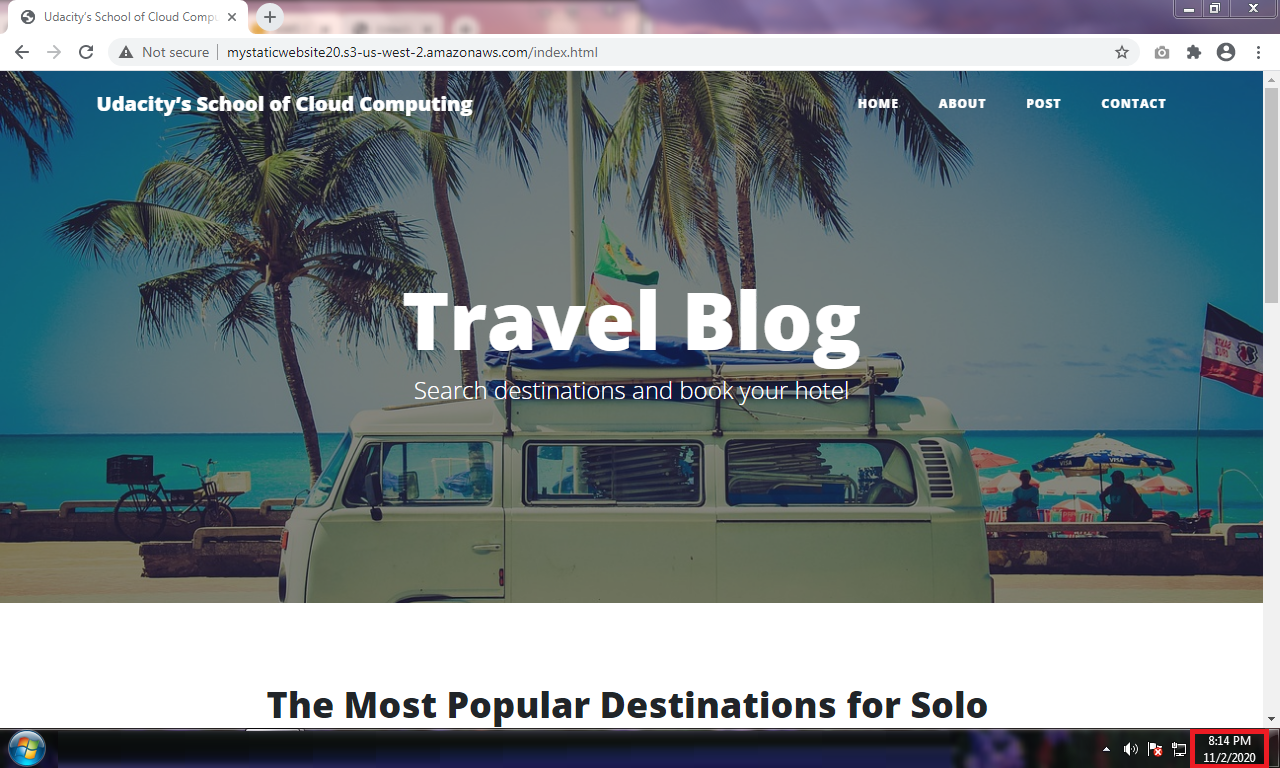 Udacity's School of Cloud Compu
Not secure
mystaticwebsite20.s3-us-west-2.amazonaws.com/index.html
Udacity’s School of Cloud Computing
HOME
ABOUT
POST
CONTACT
Travel Blog
Search destinations and book your hotel
VISA
The Most Popular Destinations for Solo
8:14 PM
11/2/2020